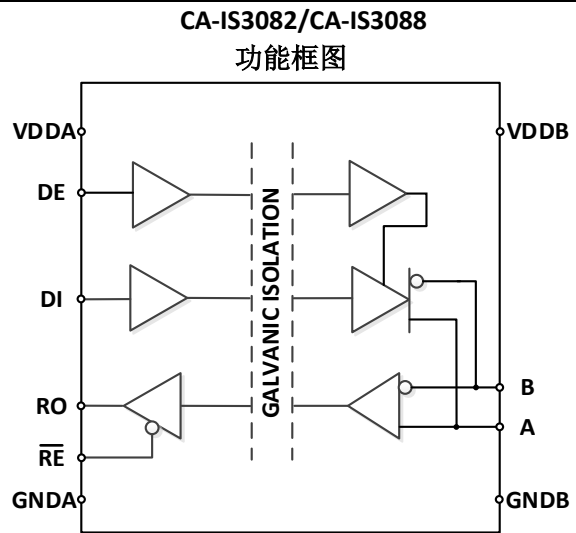 CA-IS3082/CA-IS3088
功能框图
VDDA
VDDB
DE
GALVANIC ISOLATION
DI
RO
B
A
RE
GNDA
GNDB